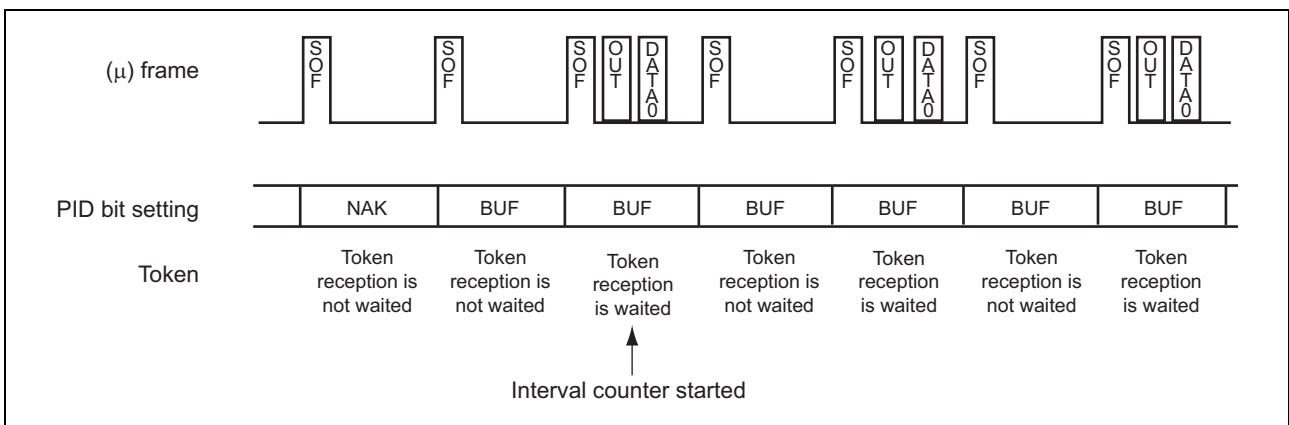 (μ) frame
SOF SOF SOF OUT DATA0 SOF SOF OUT DATA0 SOF SOF OUT DATA0
PID bit setting NAK BUF BUF BUF BUF BUF BUF
Token
Token reception is not waited
Token reception is not waited
Token reception is waited
Token reception is not waited
Token reception is waited
Token reception is not waited
Token reception is waited
Interval counter started